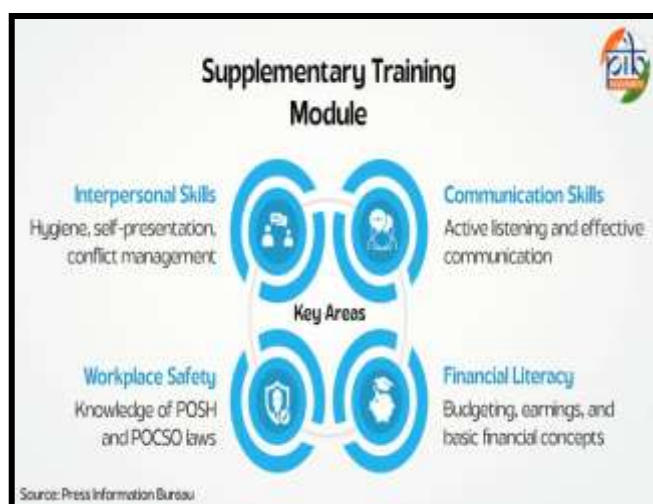 pib
Supplementary Training
Module
Interpersonal Skills
Hygiene, self-presentation,
conflict management
Communication Skills
Active listening and effective
communication
Key Areas
Workplace Safety
Knowledge of POSH
and POCSO laws
Financial Literacy
Budgeting, earnings, and
basic financial concepts
Source: Press Information Bureau